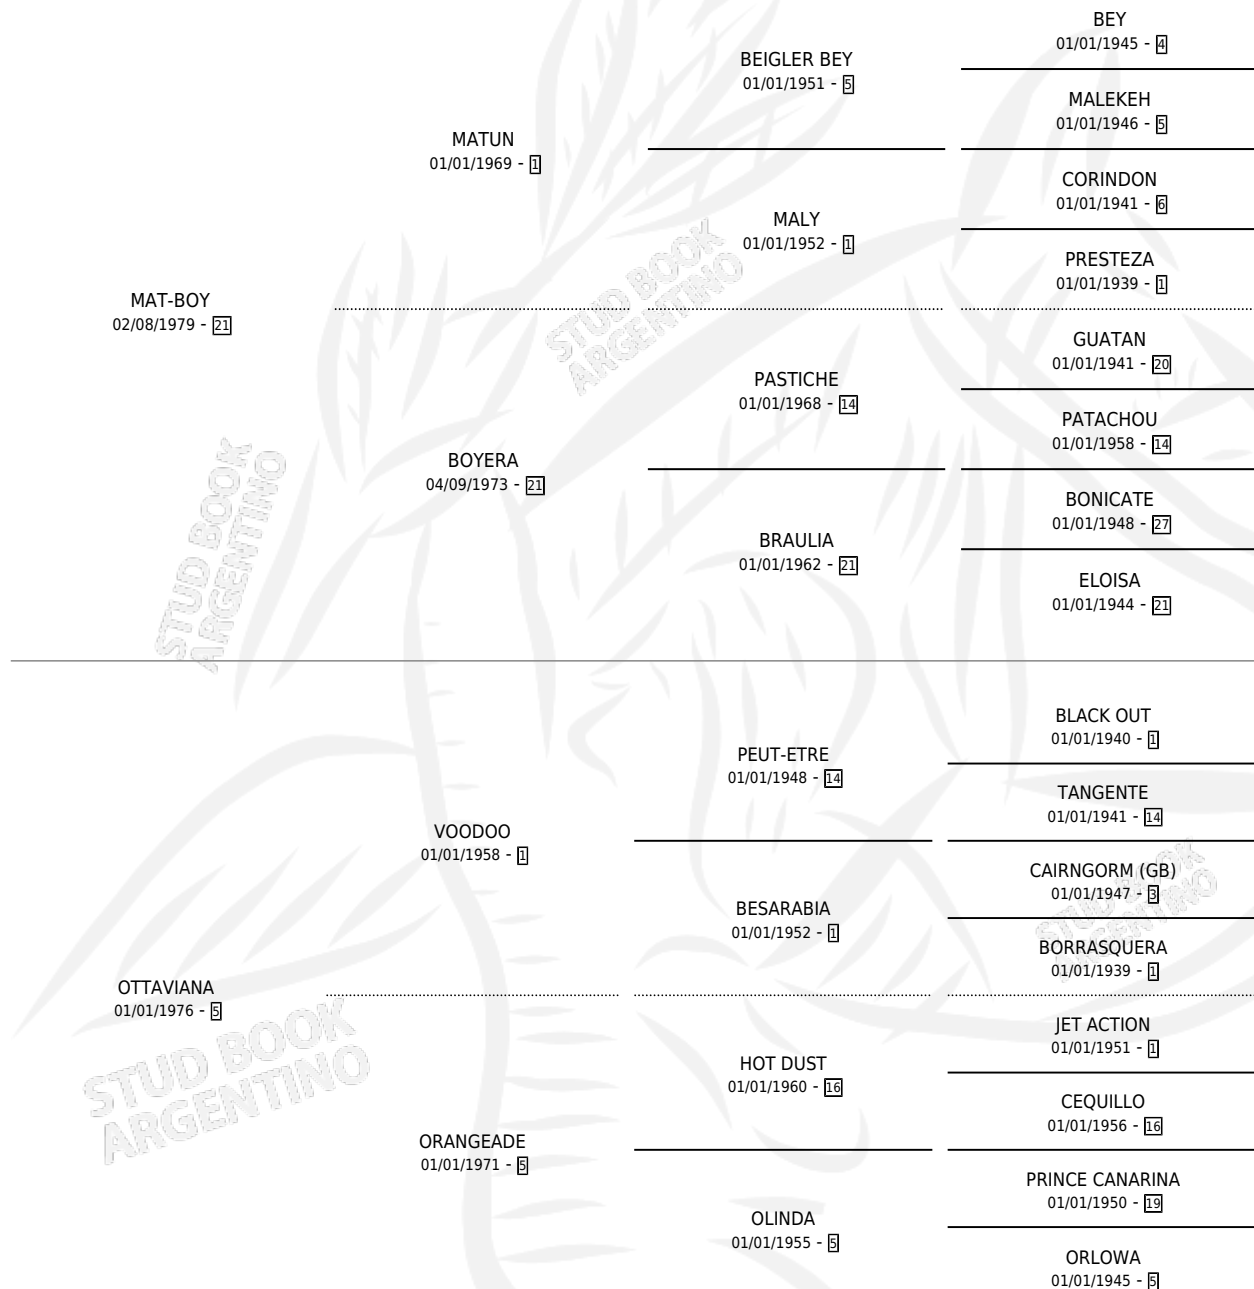 BEY
01/01/1945 - 4
BEIGLER BEY
01/01/1951 - 5
MALEKEH
01/01/1946 - 5
MATUN
01/01/1969 - 1
CORINDON
01/01/1941 - 6
MALY
01/01/1952 - 1
PRESTEZA
01/01/1939 - 1
MAT-BOY
02/08/1979 - 21
STUD BOOK
ARGENTINO
GUATAN
01/01/1941 - 20
PASTICHE
01/01/1968 - 14
PATACHOU
01/01/1958 - 14
BOYERA
04/09/1973 - 21
BONICATE
01/01/1948 - 27
BRAULIA
01/01/1962 - 21
ELOISA
01/01/1944 - 21
STUD BOOK
ARGENTINO
BLACK OUT
01/01/1940 - 1
PEUT-ETRE
01/01/1948 - 14
TANGENTE
01/01/1941 - 14
VOODOO
01/01/1958 - 1
CAIRNGORM (GB)
01/01/1947 - 3
BESARABIA
01/01/1952 - 1
BORRASQUERA
01/01/1939 - 1
STUD BOOK
ARGENTINO
OTTAVIANA
01/01/1976 - 5
JET ACTION
01/01/1951 - 1
HOT DUST
01/01/1960 - 16
CEQUILLO
01/01/1956 - 16
STUD BOOK
ARGENTINO
ORANGEADE
01/01/1971 - 5
PRINCE CANARINA
01/01/1950 - 19
OLINDA
01/01/1955 - 5
ORLOWA
01/01/1945 - 5